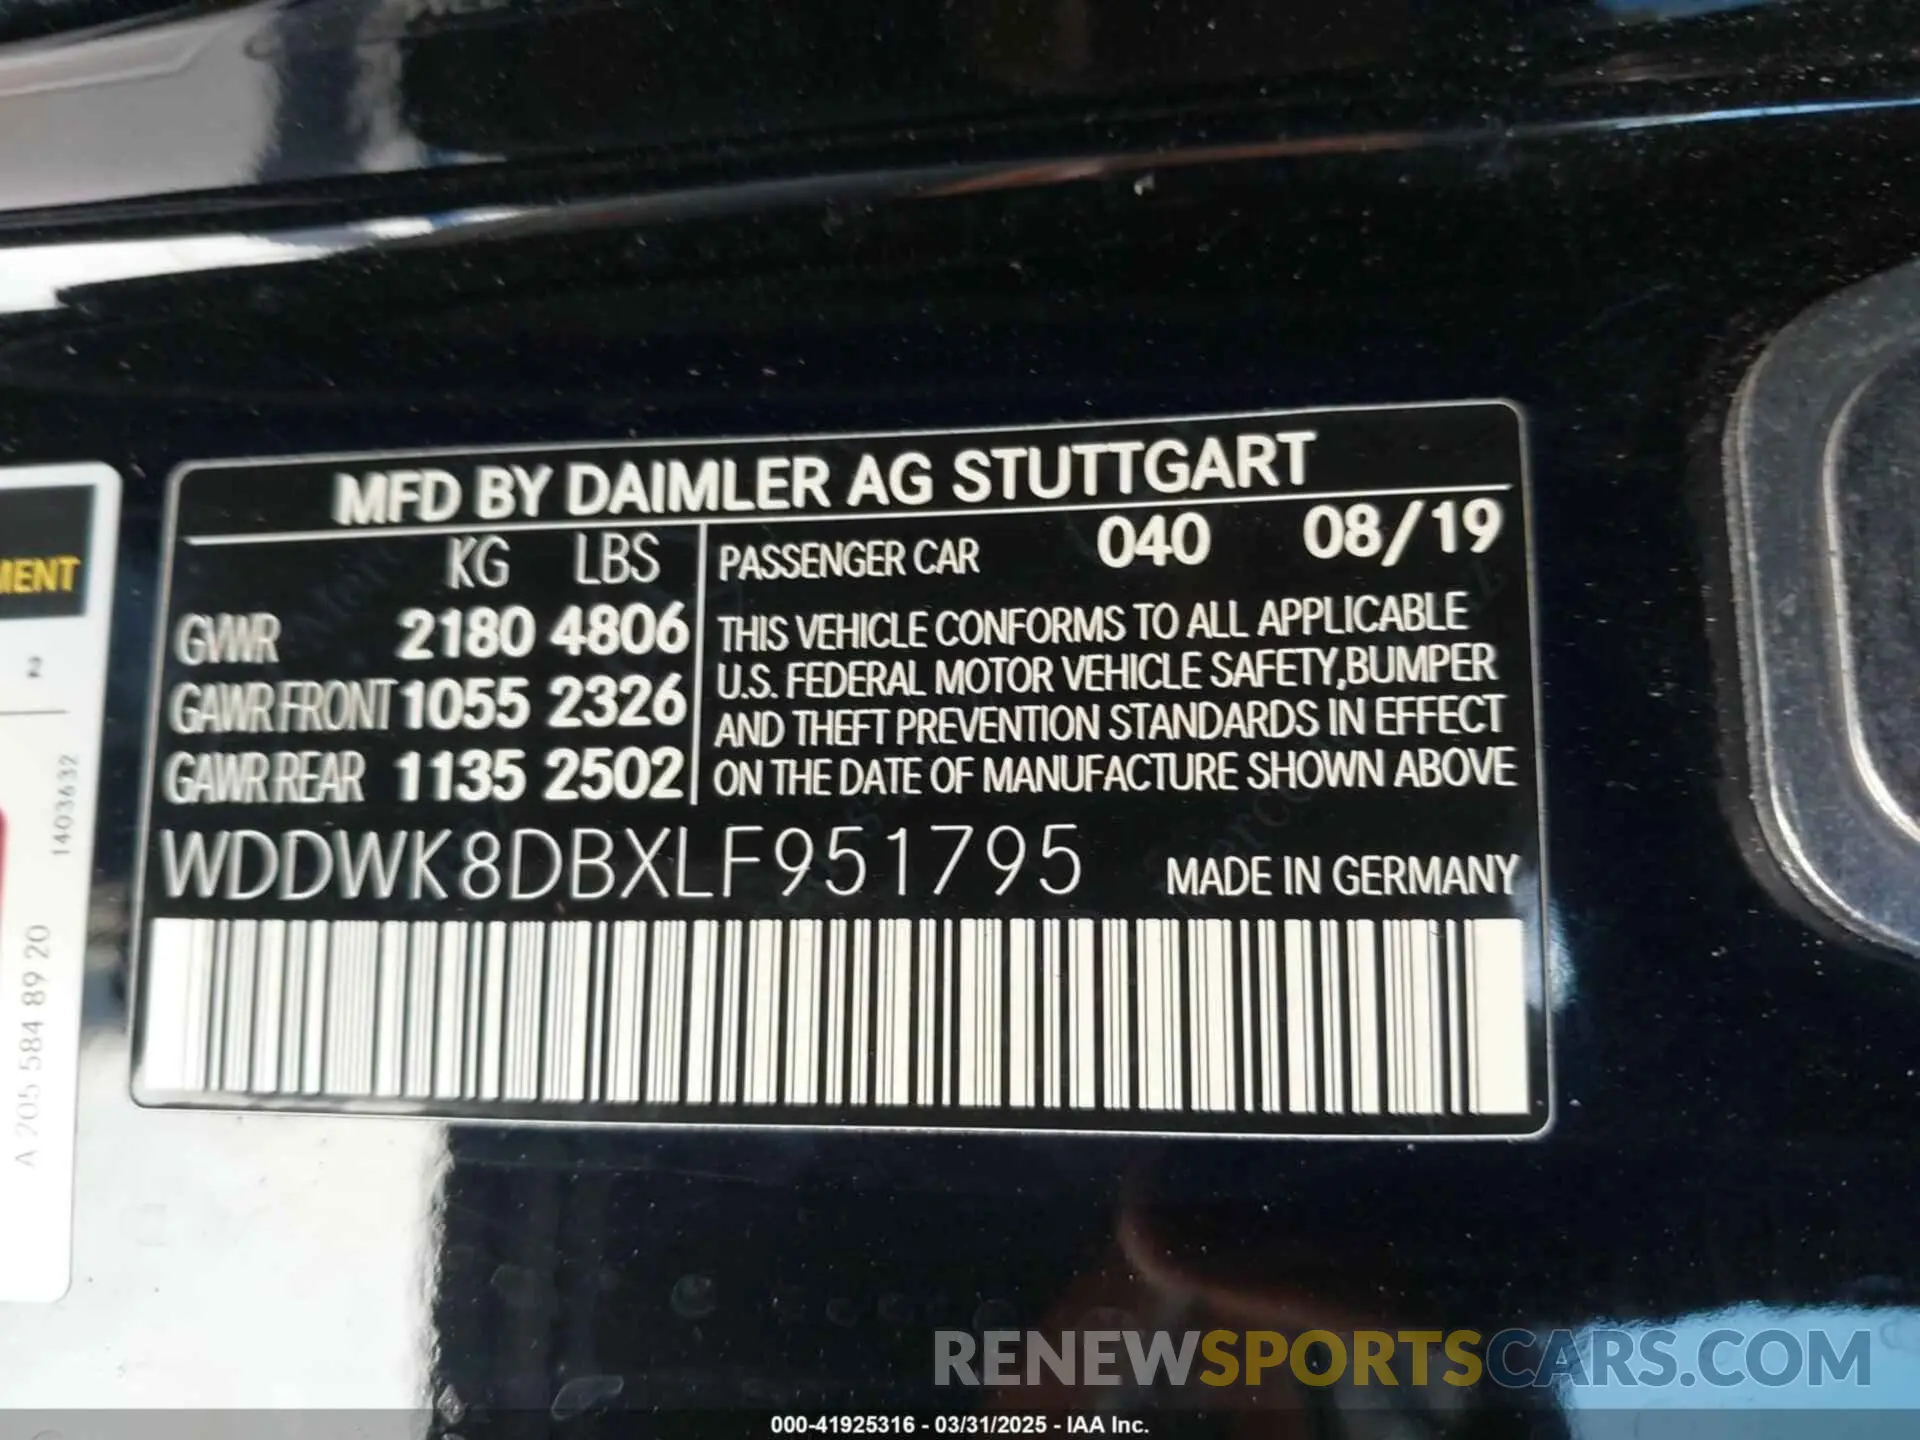 MFD BY DAIMLER AG STUTTGART
KG LBS
GVWR 2180 4806
GAWR FRONT 1055 2326
GAWR REAR 1135 2502
PASSENGER CAR 040 08/19
THIS VEHICLE CONFORMS TO ALL APPLICABLE
U.S. FEDERAL MOTOR VEHICLE SAFETY,BUMPER
AND THEFT PREVENTION STANDARDS IN EFFECT
ON THE DATE OF MANUFACTURE SHOWN ABOVE
WDDWK8DBXLF951795
MADE IN GERMANY
2
1403632
A 205 584 89 20
RENEWSPORTSCARS.COM
000-41925316 - 03/31/2025 - IAA Inc.